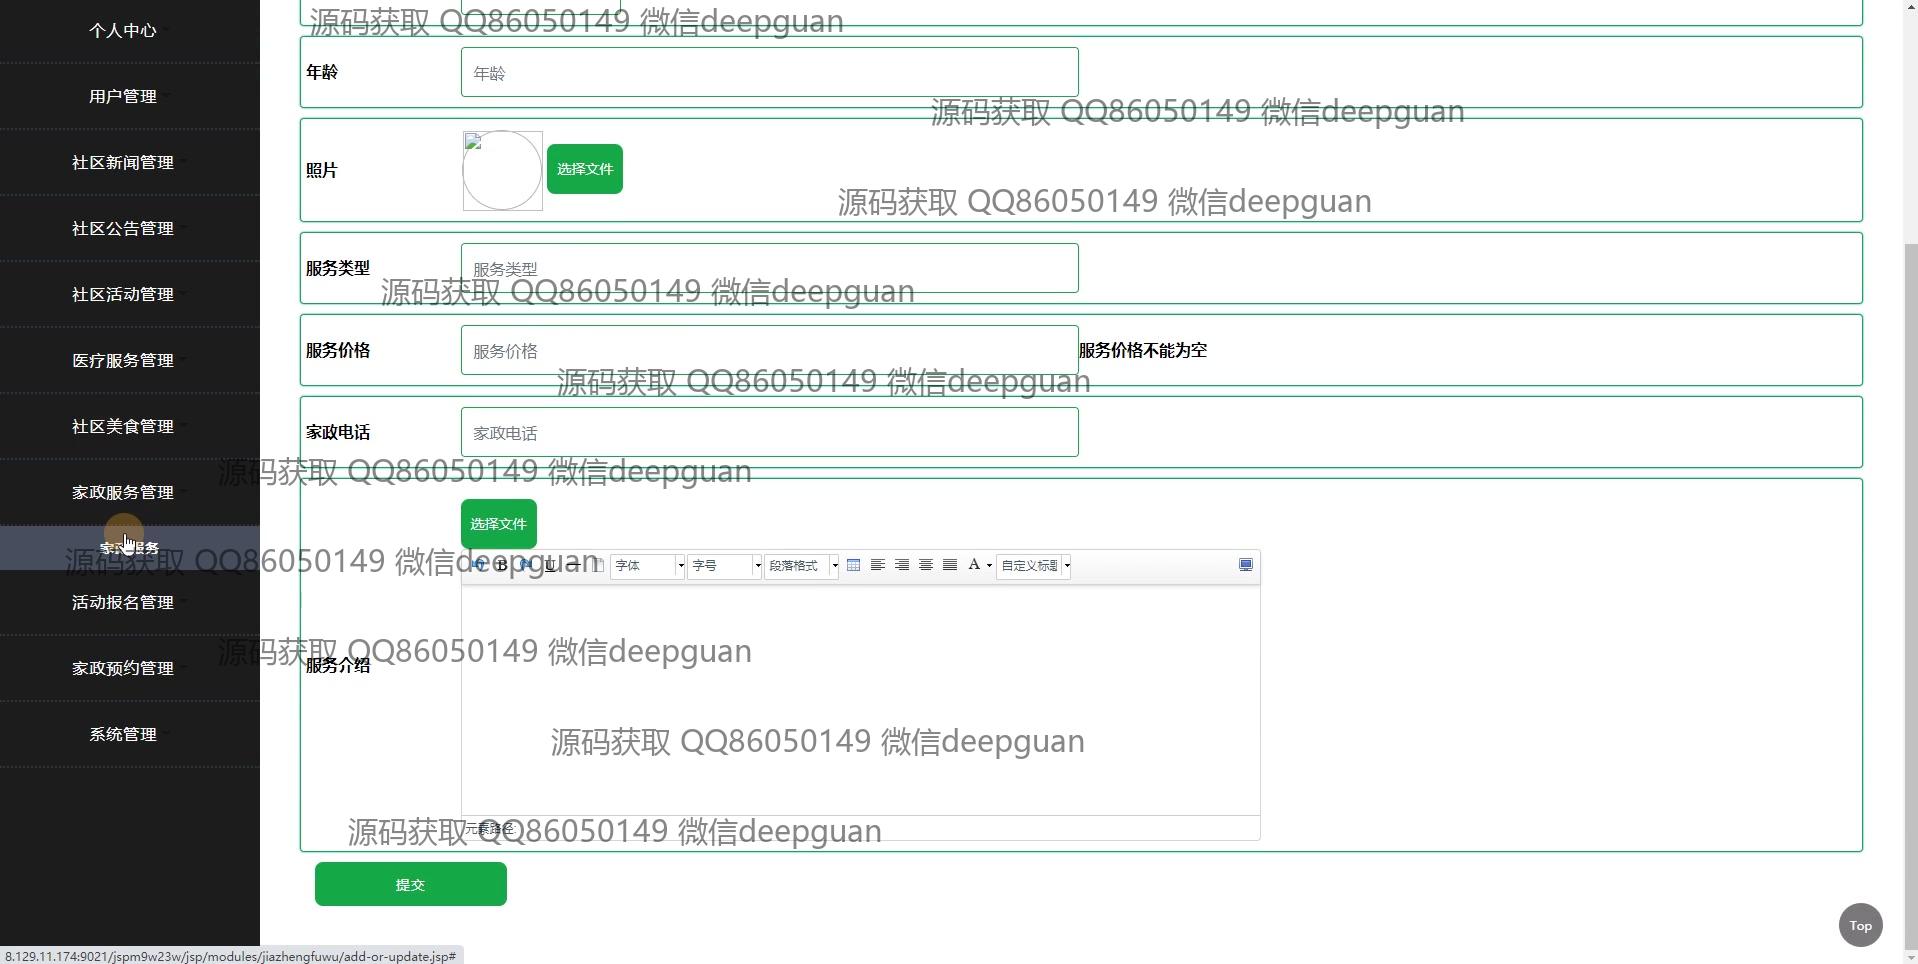 源码获取 QQ86050149 微信deepguan
个人中心
年龄
年龄
用户管理
源码获取 QQ86050149 微信deepguan
社区新闻管理
照片
选择文件
源码获取 QQ86050149 微信deepguan
社区公告管理
服务类型
服务类型
社区活动管理
源码获取 QQ86050149 微信deepguan
服务价格
服务价格
服务价格不能为空
医疗服务管理
源码获取 QQ86050149 微信deepguan
社区美食管理
家政电话
家政电话
源码获取 QQ86050149 微信deepguan
家政服务管理
选择文件
家政服务
源码获取 QQ86050149 微信deepguan
B U 字体 字号 段落格式 A 自定义标题
活动报名管理
源码获取 QQ86050149 微信deepguan
服务介绍
家政预约管理
系统管理
源码获取 QQ86050149 微信deepguan
源码获取 QQ86050149 微信deepguan
元素路径:
提交
Top
8.129.11.174:9021/jspm9w23w/jsp/modules/jiazhengfuwu/add-or-update.jsp#